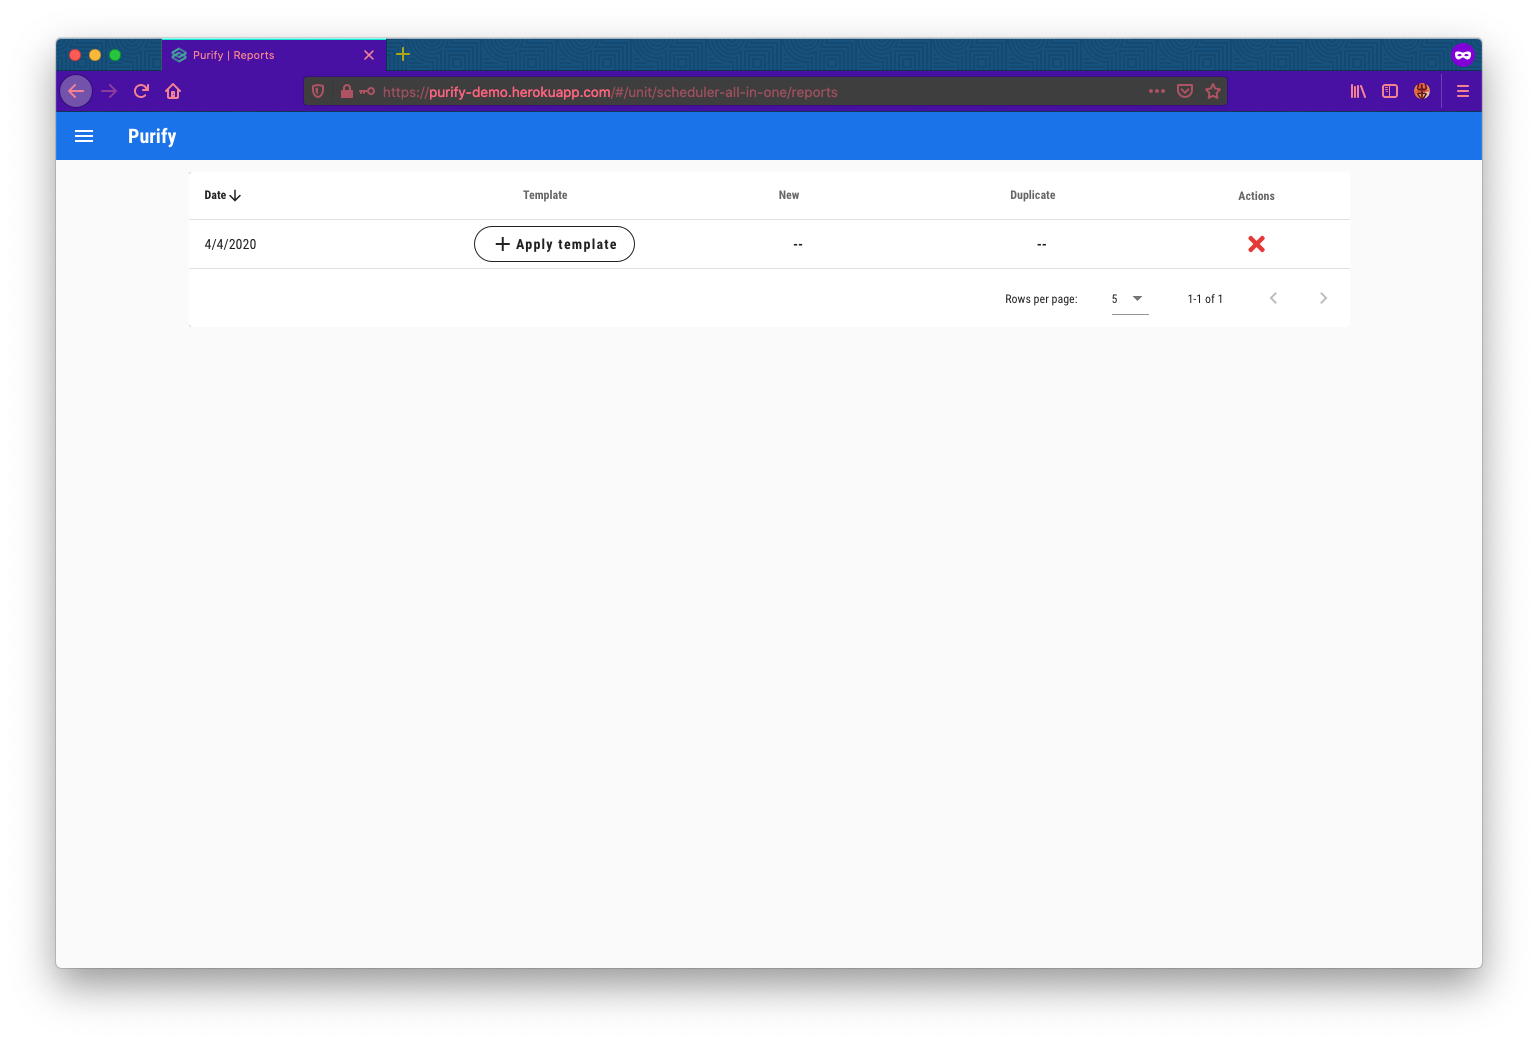 Purify | Reports
https://purify-demo.herokuapp.com/#/unit/scheduler-all-in-one/reports
Purify
Date Template New Duplicate Actions
4/4/2020 Apply template -- --
Rows per page: 5 1-1 of 1